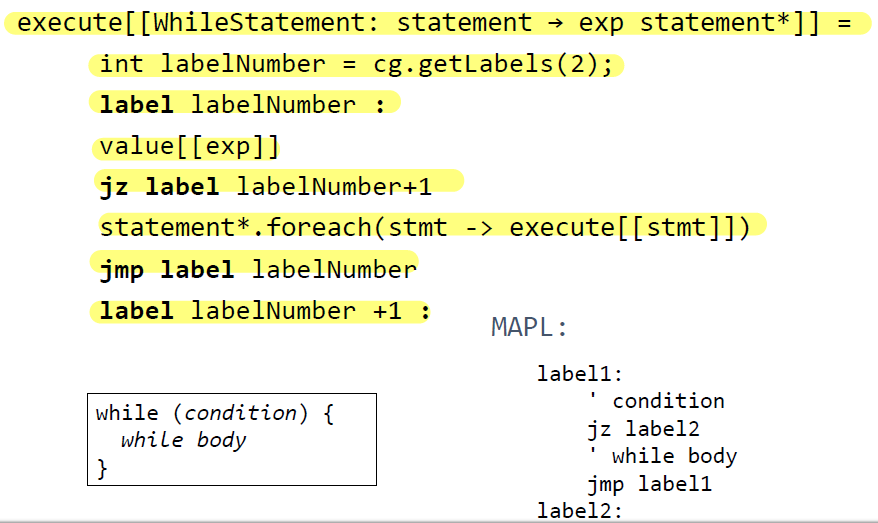 execute[[WhileStatement: statement → exp statement*]] =
int labelNumber = cg.getLabels(2);
label labelNumber :
value[[exp]]
jz label labelNumber+1
statement*.foreach(stmt -> execute[[stmt]])
jmp label labelNumber
label labelNumber +1 :
MAPL:
while (condition) {
while body
}
label1:
' condition
jz label2
' while body
jmp label1
label2: